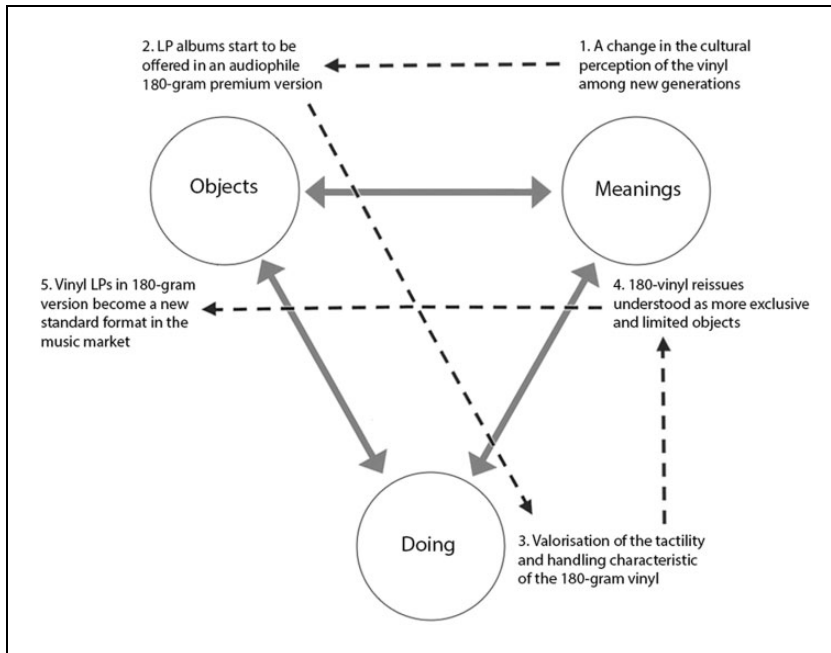 2. LP albums start to be
offered in an audiophile
180-gram premium version
1. A change in the cultural
perception of the vinyl
among new generations
Objects
Meanings
5. Vinyl LPs in 180-gram
version become a new
standard format in the
music market
4. 180-vinyl reissues
understood as more exclusive
and limited objects
Doing
3. Valorisation of the tactility
and handling characteristic
of the 180-gram vinyl